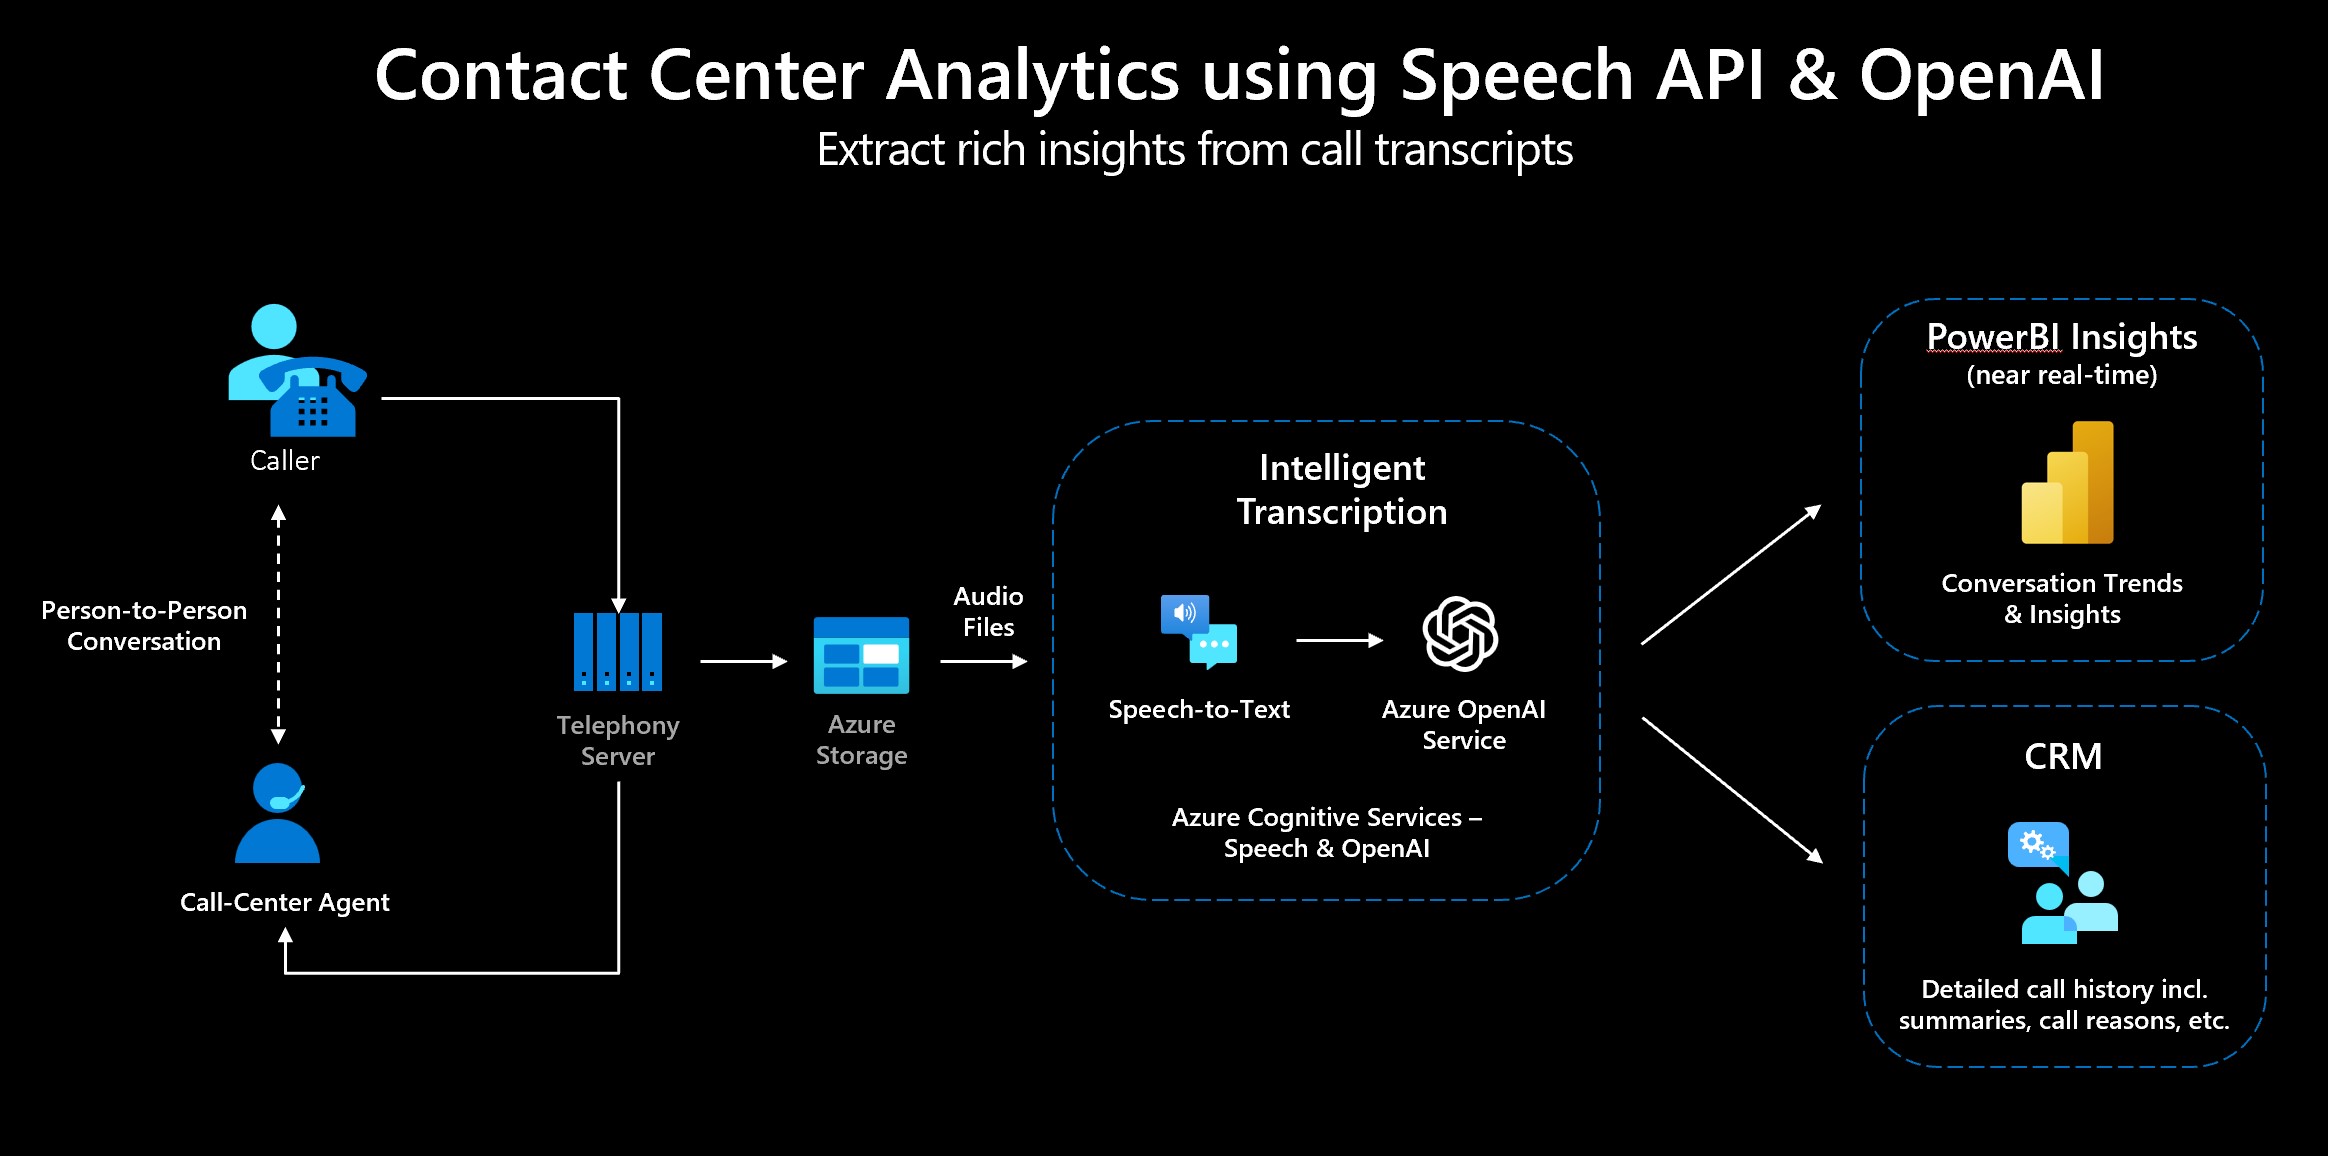 Contact Center Analytics using Speech API & OpenAI
Extract rich insights from call transcripts
Caller
Person-to-Person
Conversation
Call-Center Agent
Telephony
Server
Azure
Storage
Audio
Files
Intelligent
Transcription
Speech-to-Text
Azure OpenAI
Service
Azure Cognitive Services –
Speech & OpenAI
PowerBI Insights
(near real-time)
Conversation Trends
& Insights
CRM
Detailed call history incl.
summaries, call reasons, etc.